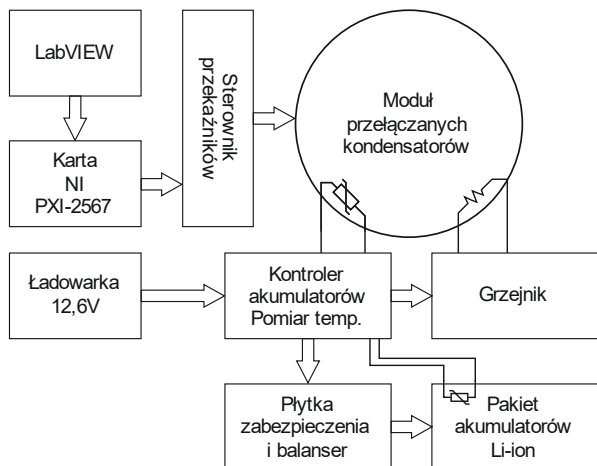 LabVIEW
Karta
NI
PXI-2567
Sterownik
przekaźników
Moduł
przełączanych
kondensatorów
Ładowarka
12,6V
Kontroler
akumulatorów
Pomiar temp.
Grzejnik
Płytka
zabezpieczenia
i balanser
Pakiet
akumulatorów
Li-ion